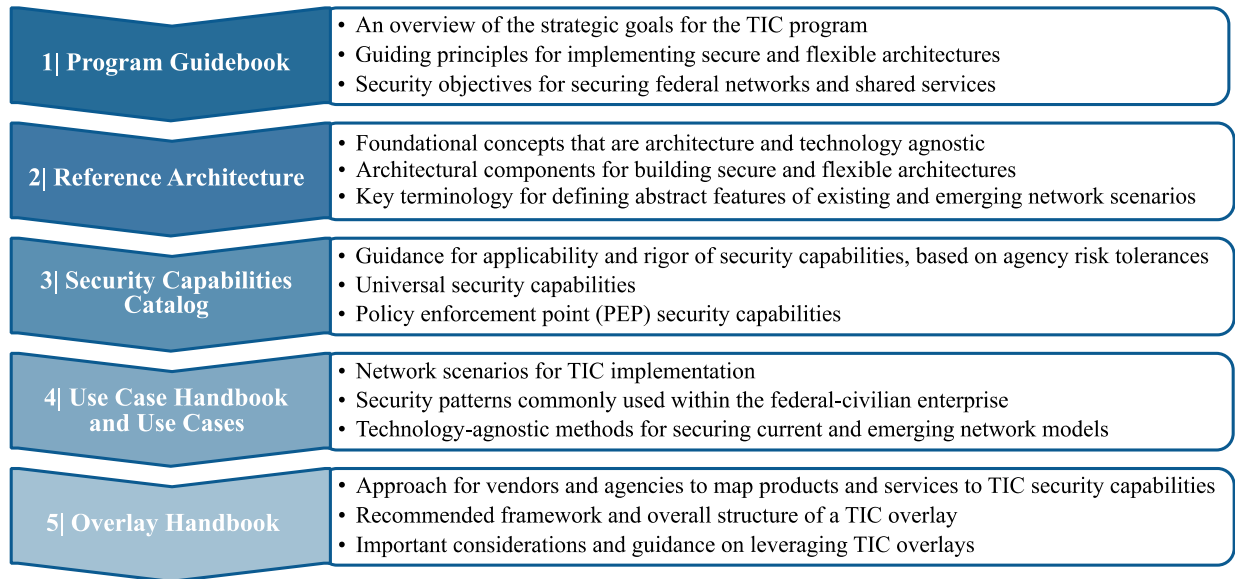 1| Program Guidebook
• An overview of the strategic goals for the TIC program
• Guiding principles for implementing secure and flexible architectures
• Security objectives for securing federal networks and shared services
2| Reference Architecture
• Foundational concepts that are architecture and technology agnostic
• Architectural components for building secure and flexible architectures
• Key terminology for defining abstract features of existing and emerging network scenarios
3| Security Capabilities
Catalog
• Guidance for applicability and rigor of security capabilities, based on agency risk tolerances
• Universal security capabilities
• Policy enforcement point (PEP) security capabilities
4| Use Case Handbook
and Use Cases
• Network scenarios for TIC implementation
• Security patterns commonly used within the federal-civilian enterprise
• Technology-agnostic methods for securing current and emerging network models
5| Overlay Handbook
• Approach for vendors and agencies to map products and services to TIC security capabilities
• Recommended framework and overall structure of a TIC overlay
• Important considerations and guidance on leveraging TIC overlays